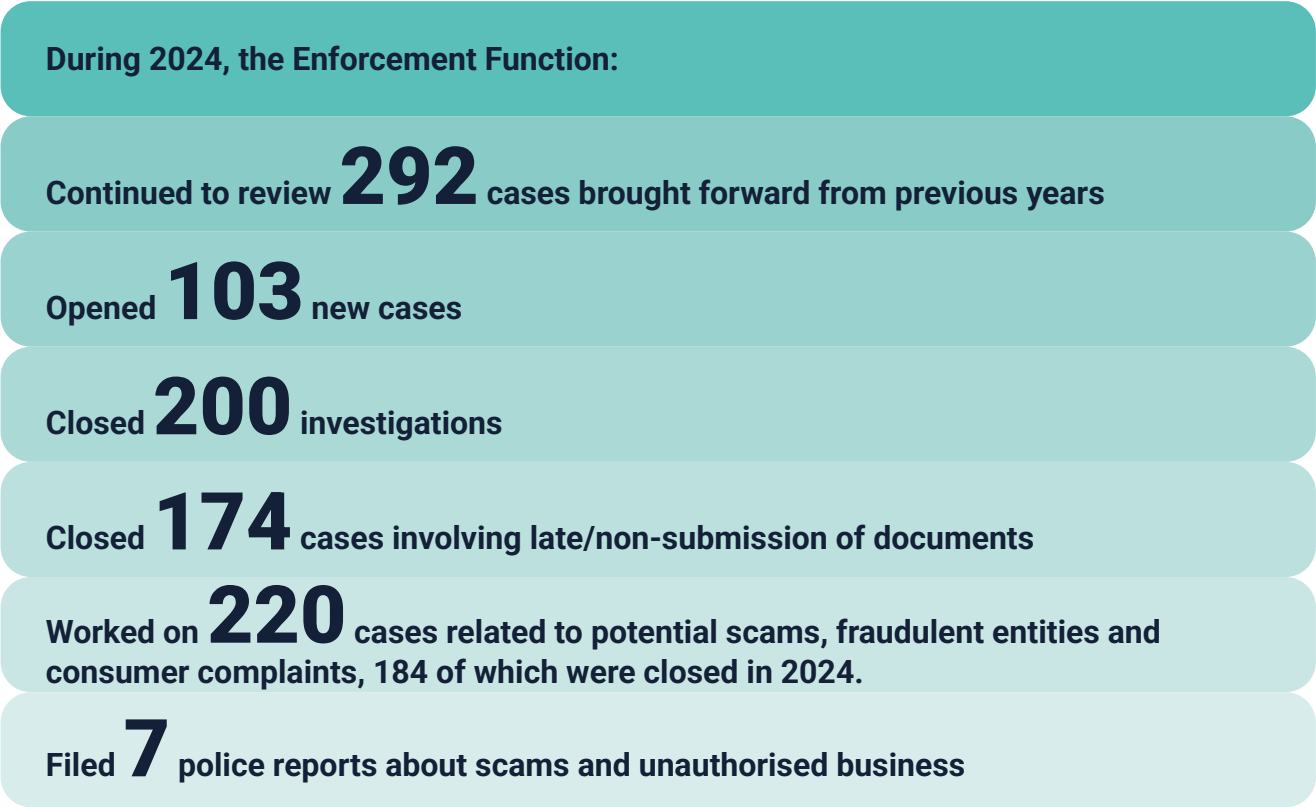 During 2024, the Enforcement Function:
Continued to review 292 cases brought forward from previous years
Opened 103 new cases
Closed 200 investigations
Closed 174 cases involving late/non-submission of documents
Worked on 220 cases related to potential scams, fraudulent entities and
consumer complaints, 184 of which were closed in 2024.
Filed 7 police reports about scams and unauthorised business